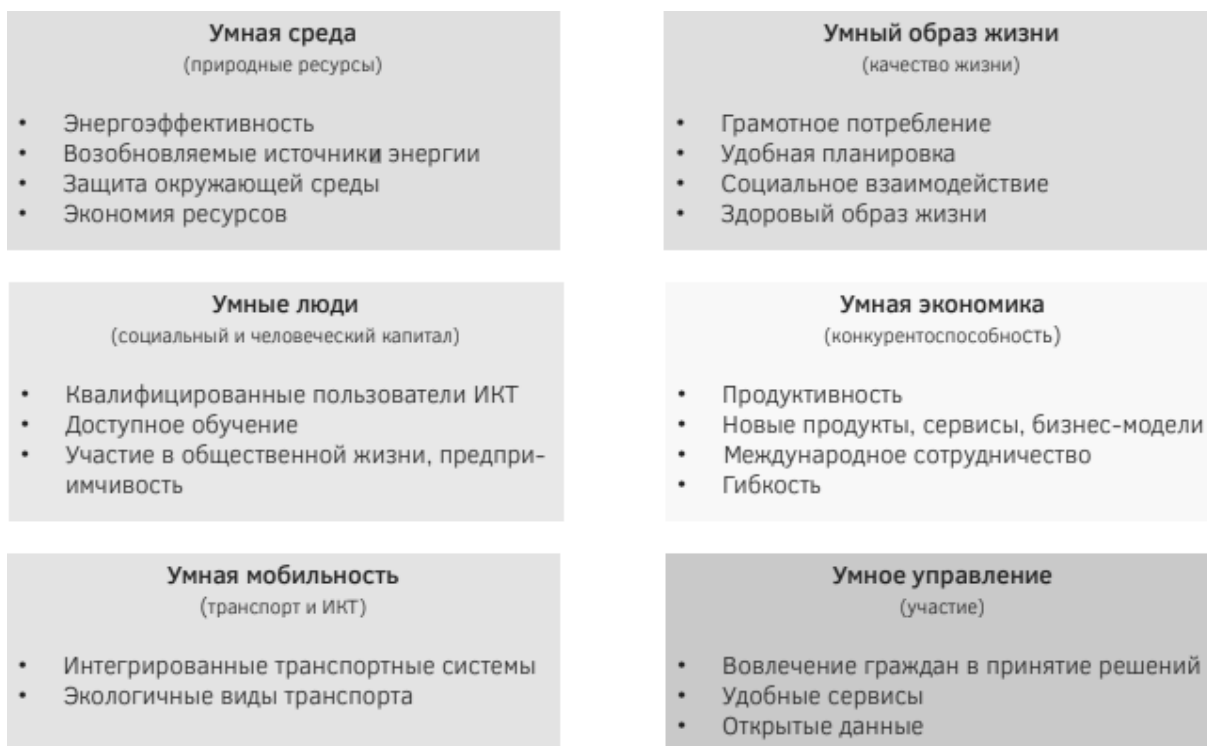 Умная среда
(природные ресурсы)
• Энергоэффективность
• Возобновляемые источники энергии
• Защита окружающей среды
• Экономия ресурсов
Умный образ жизни
(качество жизни)
• Грамотное потребление
• Удобная планировка
• Социальное взаимодействие
• Здоровый образ жизни
Умные люди
(социальный и человеческий капитал)
• Квалифицированные пользователи ИКТ
• Доступное обучение
• Участие в общественной жизни, предпри-
имчивость
Умная экономика
(конкурентоспособность)
• Продуктивность
• Новые продукты, сервисы, бизнес-модели
• Международное сотрудничество
• Гибкость
Умная мобильность
(транспорт и ИКТ)
• Интегрированные транспортные системы
• Экологичные виды транспорта
Умное управление
(участие)
• Вовлечение граждан в принятие решений
• Удобные сервисы
• Открытые данные